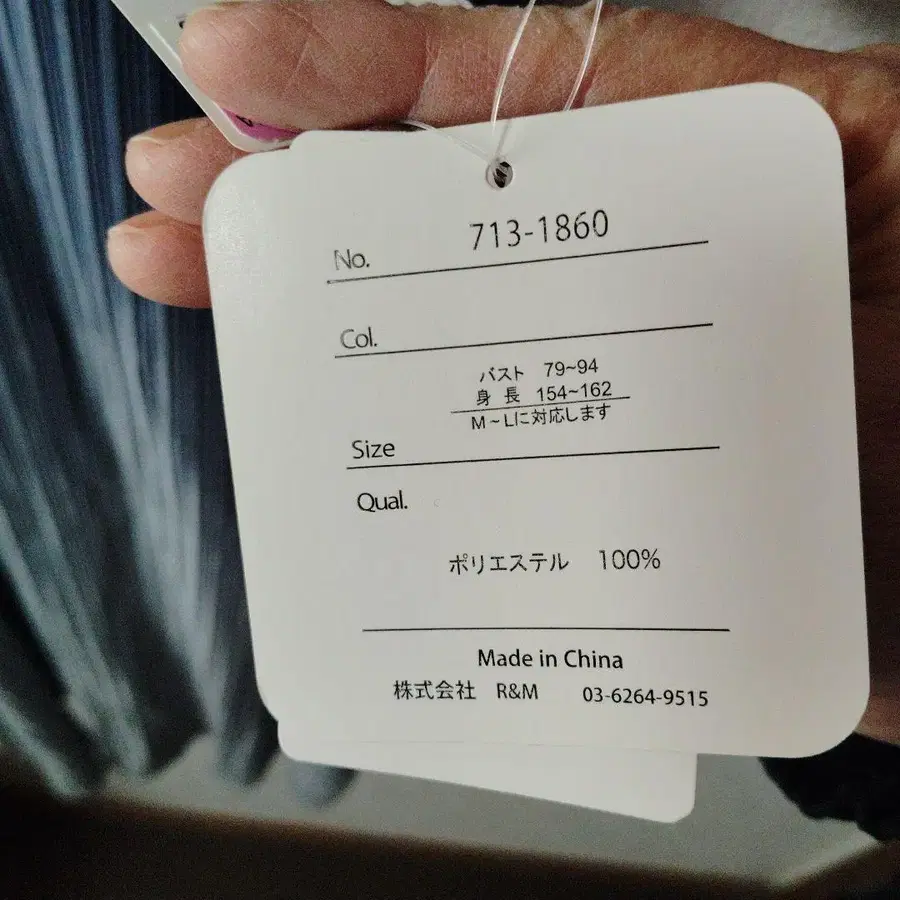 No. 713-1860
Col.
バスト 79~94
身 長 154~162
M~Lに対応します
Size
Qual.
ポリエステル 100%
Made in China
株式会社 R&M 03-6264-9515